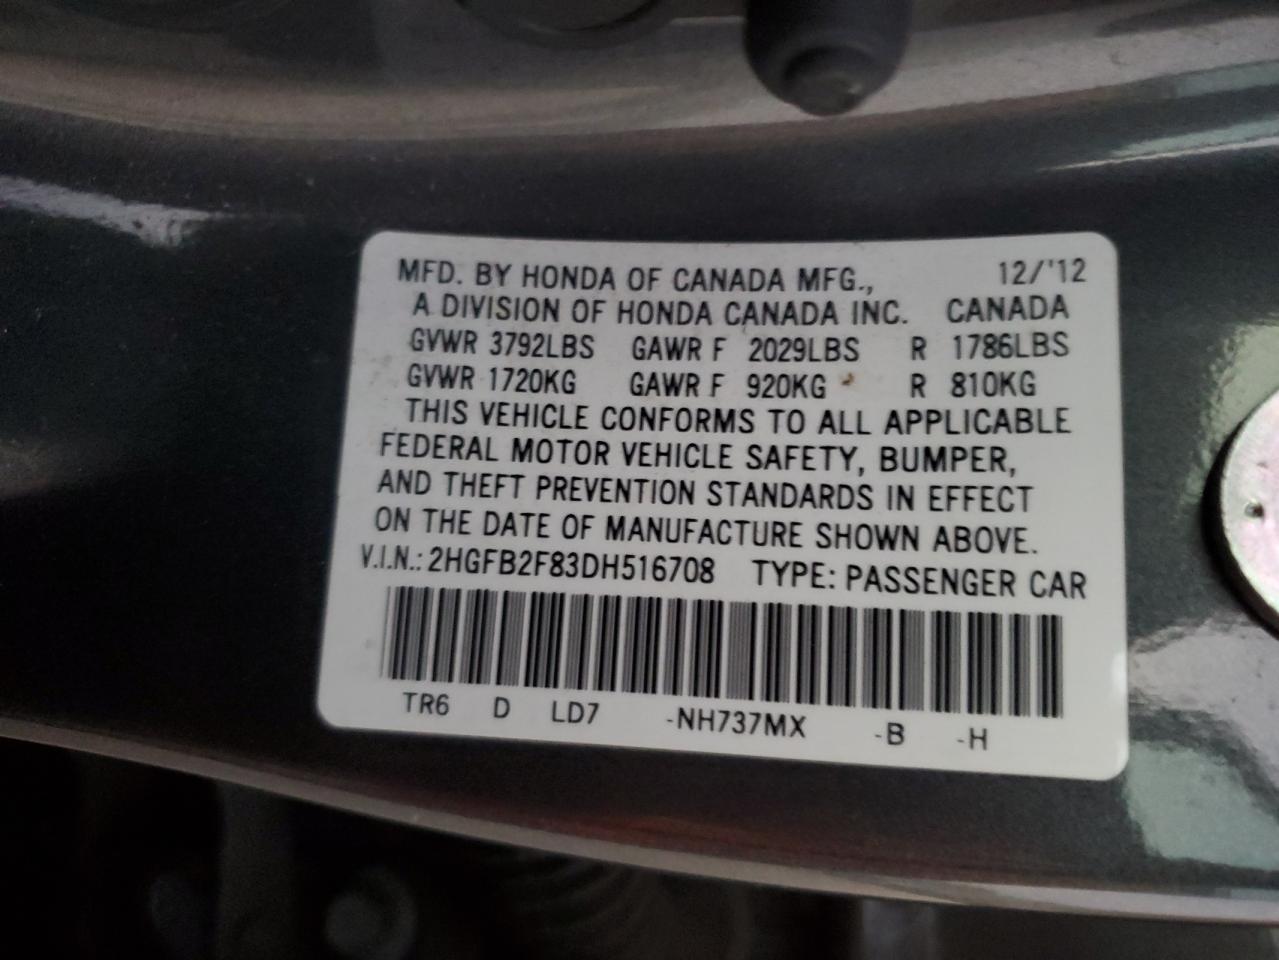 MFD. BY HONDA OF CANADA MFG., 12/'12
A DIVISION OF HONDA CANADA INC. CANADA
GVWR 3792LBS GAWR F 2029LBS R 1786LBS
GVWR 1720KG GAWR F 920KG R 810KG
THIS VEHICLE CONFORMS TO ALL APPLICABLE
FEDERAL MOTOR VEHICLE SAFETY, BUMPER,
AND THEFT PREVENTION STANDARDS IN EFFECT
ON THE DATE OF MANUFACTURE SHOWN ABOVE.
V.I.N.: 2HGFB2F83DH516708 TYPE: PASSENGER CAR
TR6 D LD7 -NH737MX -B -H